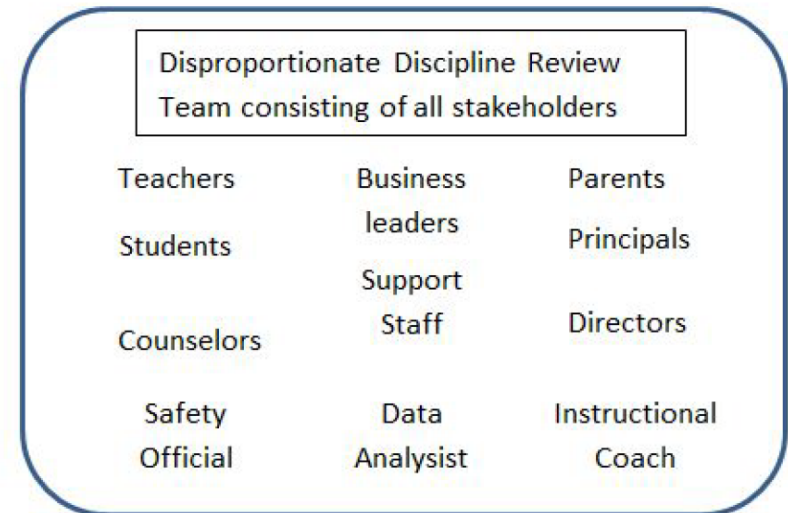 Disproportionate Discipline Review
Team consisting of all stakeholders
Teachers
Students
Counselors
Business
leaders
Support
Staff
Parents
Principals
Directors
Safety
Official
Data
Analysist
Instructional
Coach